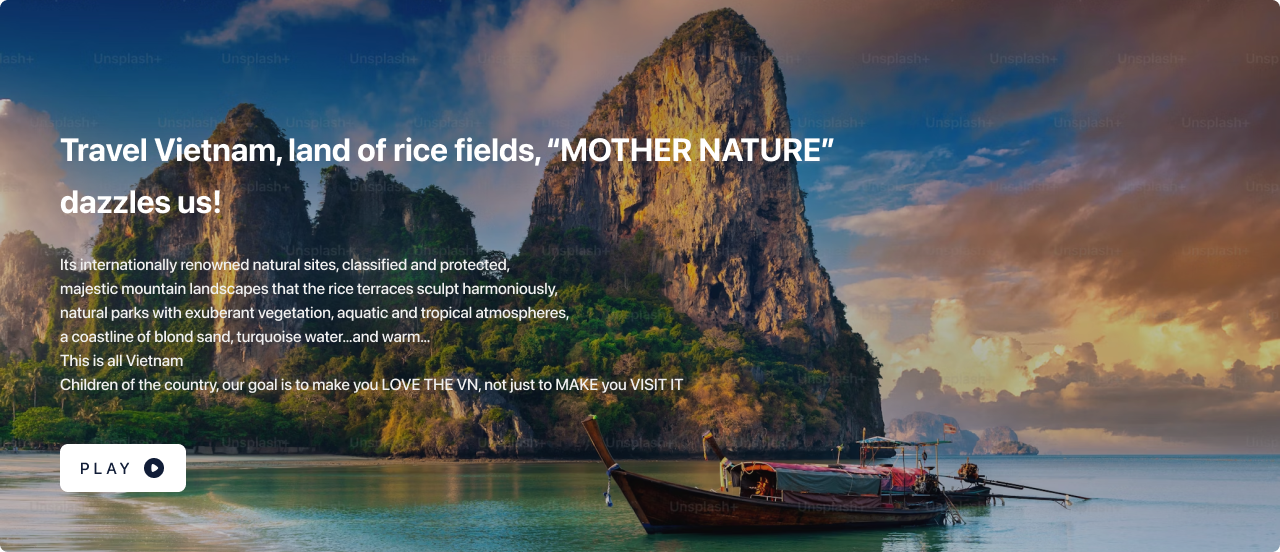 Travel Vietnam, land of rice fields, “MOTHER NATURE”
dazzles us!
Its internationally renowned natural sites, classified and protected,
majestic mountain landscapes that the rice terraces sculpt harmoniously,
natural parks with exuberant vegetation, aquatic and tropical atmospheres,
a coastline of blond sand, turquoise water...and warm...
This is all Vietnam
Children of the country, our goal is to make you LOVE THE VN, not just to MAKE you VISIT IT
PLAY
Unsplash+